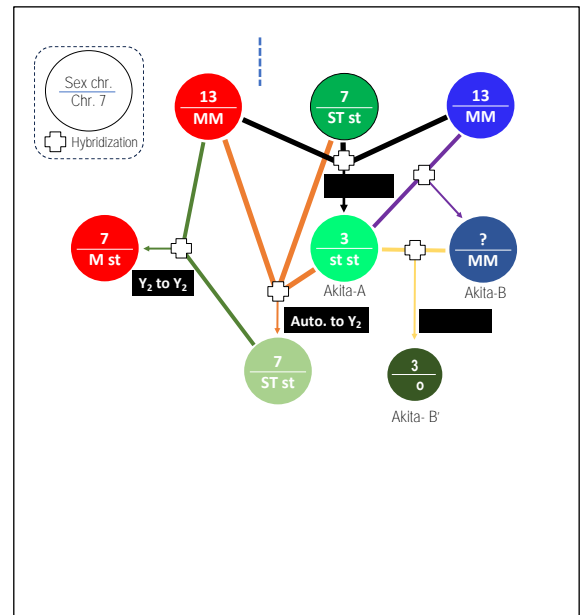 Sex chr.
Chr. 7
Hybridization
13
MM
7
ST st
13
MM
7
M st
Y₂ to Y₂
3
st st
Akita-A
?
MM
Akita-B
Auto. to Y₂
7
ST st
3
o
Akita- B'